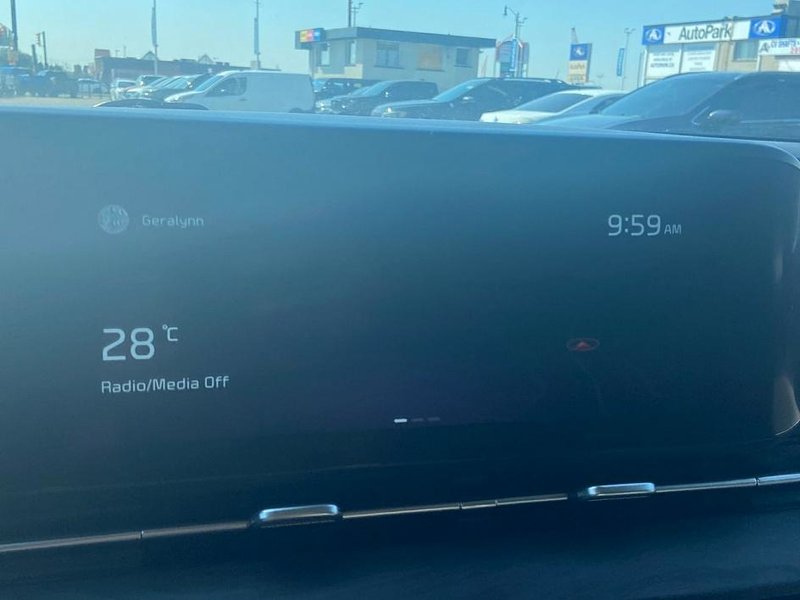 AutoPark
Geralynn
9:59 AM
28 °C
Radio/Media Off